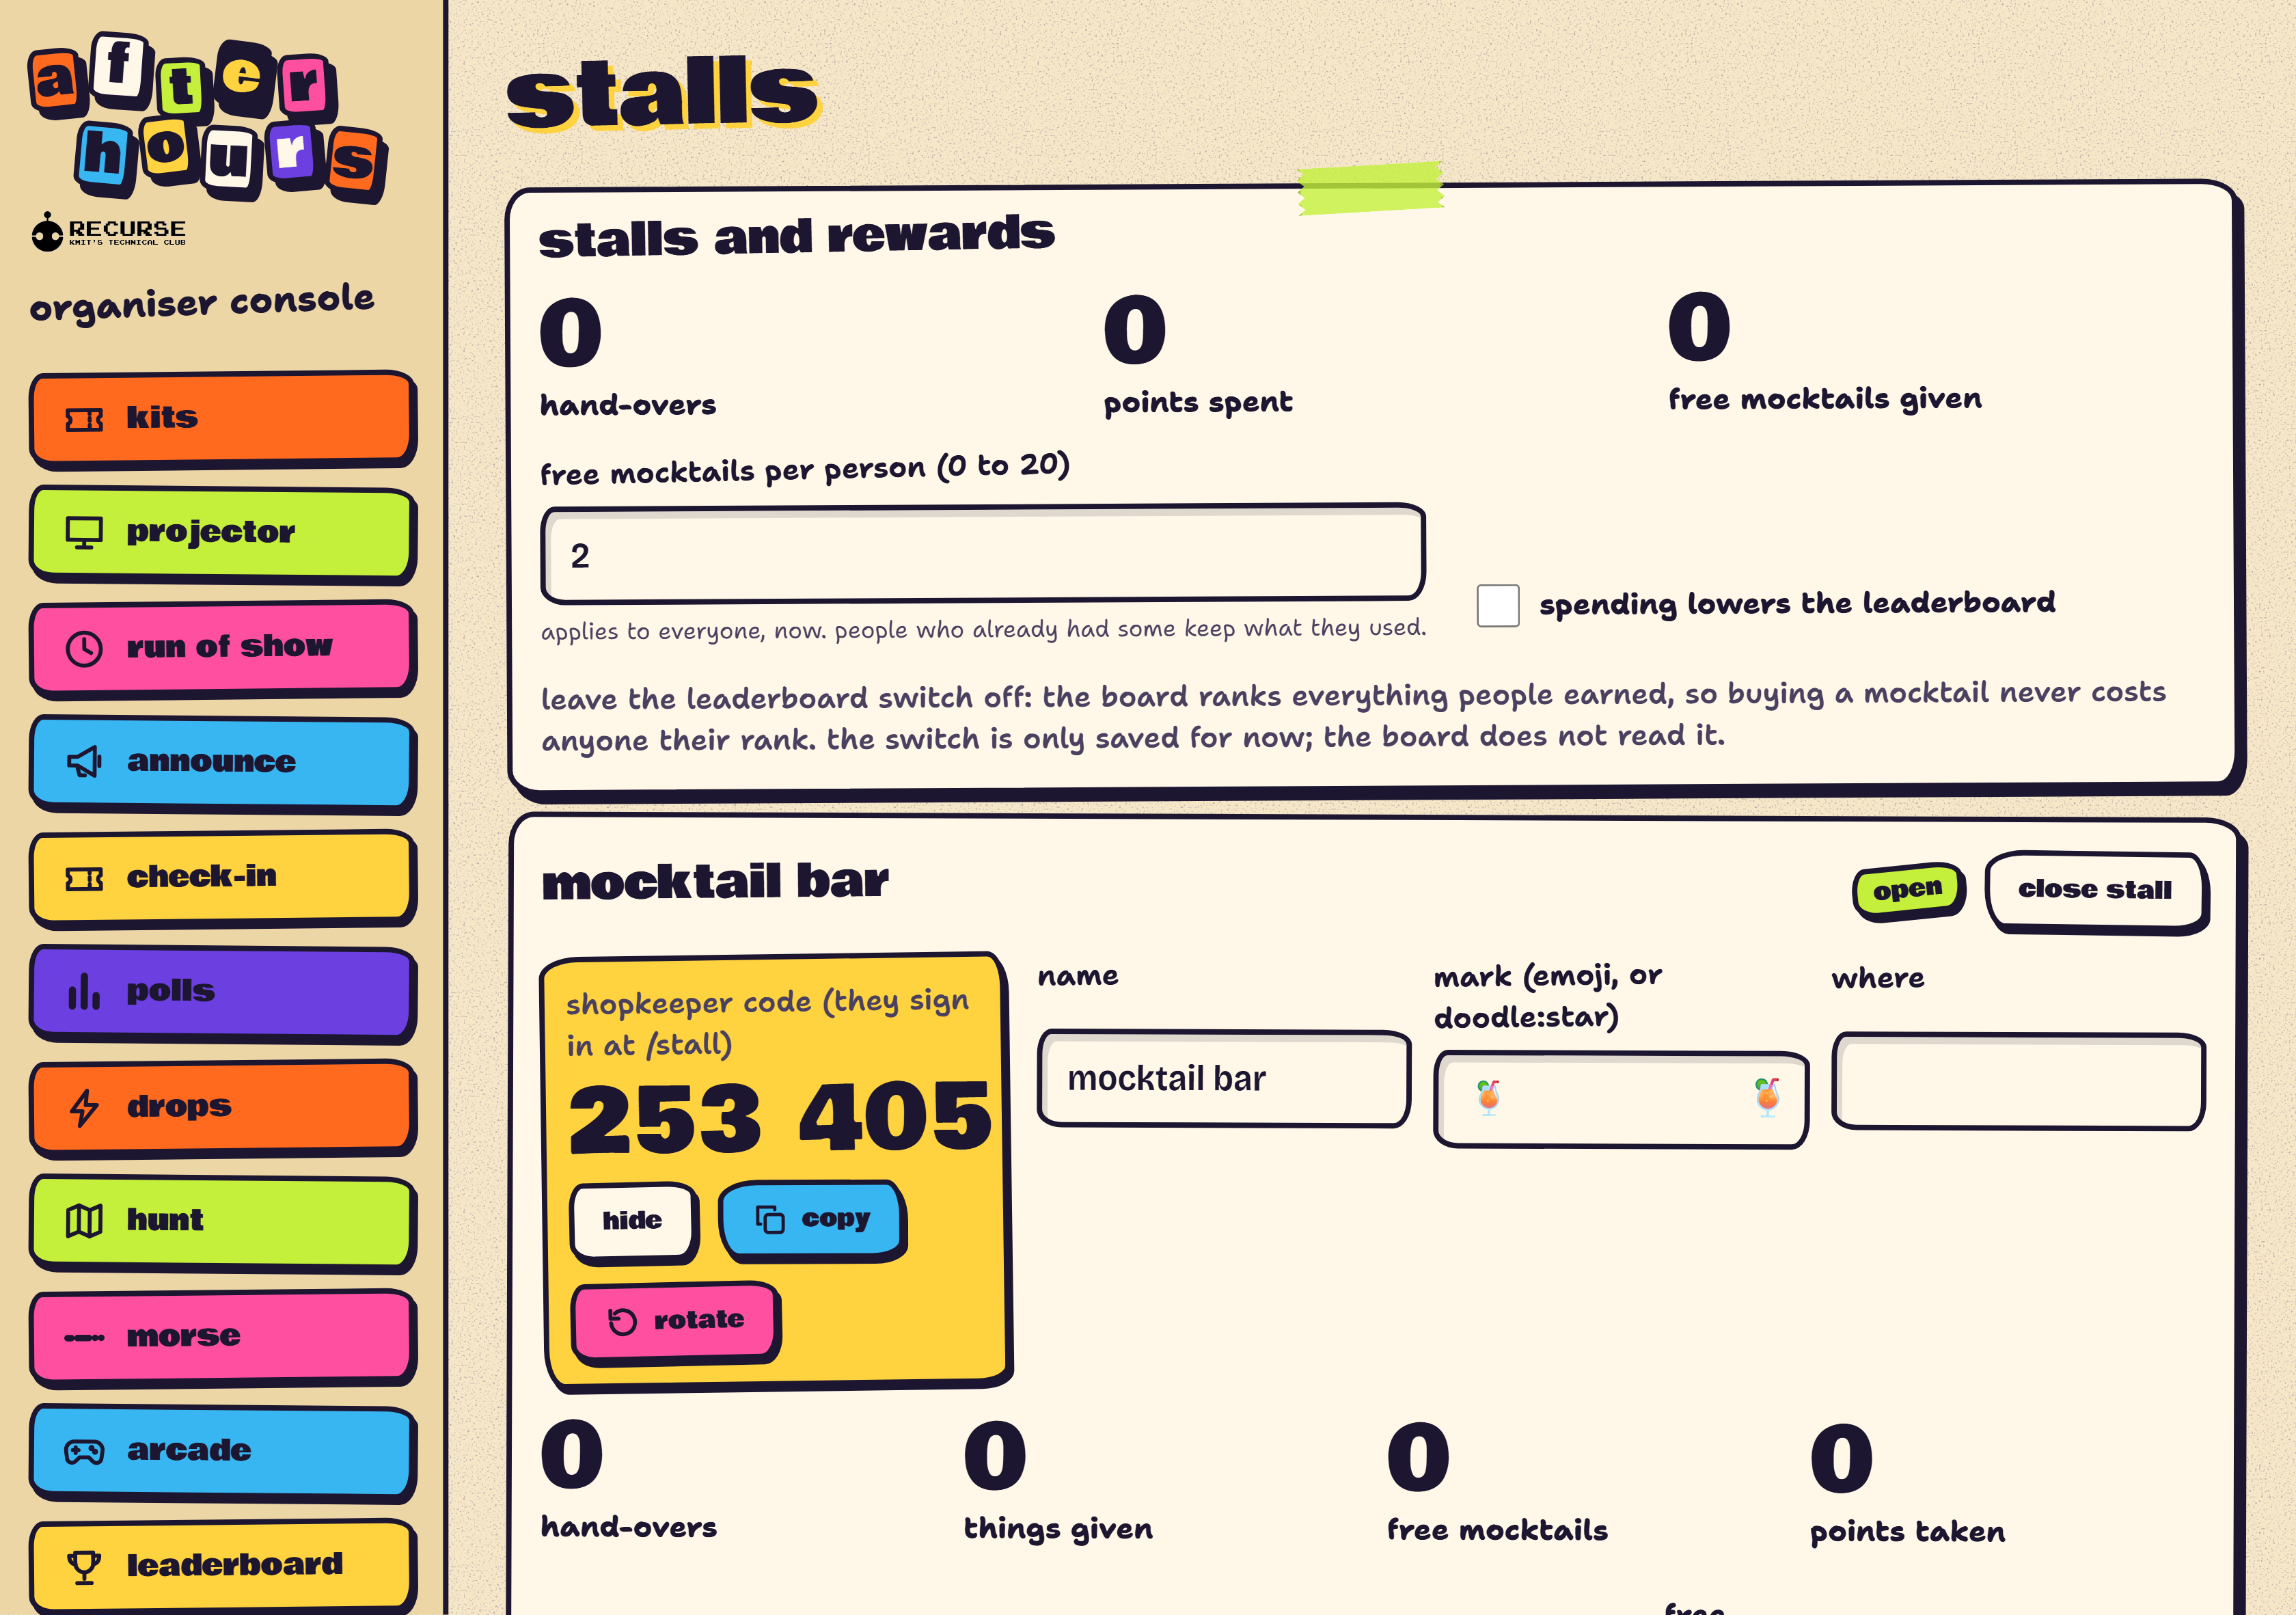 after
hours
RECURSE
KMIT'S TECHNICAL CLUB
organiser console
kits
projector
run of show
announce
check-in
polls
drops
hunt
morse
arcade
leaderboard
stalls
stalls and rewards
0
hand-overs
0
points spent
0
free mocktails given
free mocktails per person (0 to 20)
2
applies to everyone, now. people who already had some keep what they used.
spending lowers the leaderboard
leave the leaderboard switch off: the board ranks everything people earned, so buying a mocktail never costs
anyone their rank. the switch is only saved for now; the board does not read it.
mocktail bar
open
close stall
shopkeeper code (they sign
in at /stall)
253 405
hide
copy
rotate
name
mocktail bar
mark (emoji, or
doodle:star)
🍹 🍹
where
0
hand-overs
0
things given
0
free mocktails
0
points taken
free